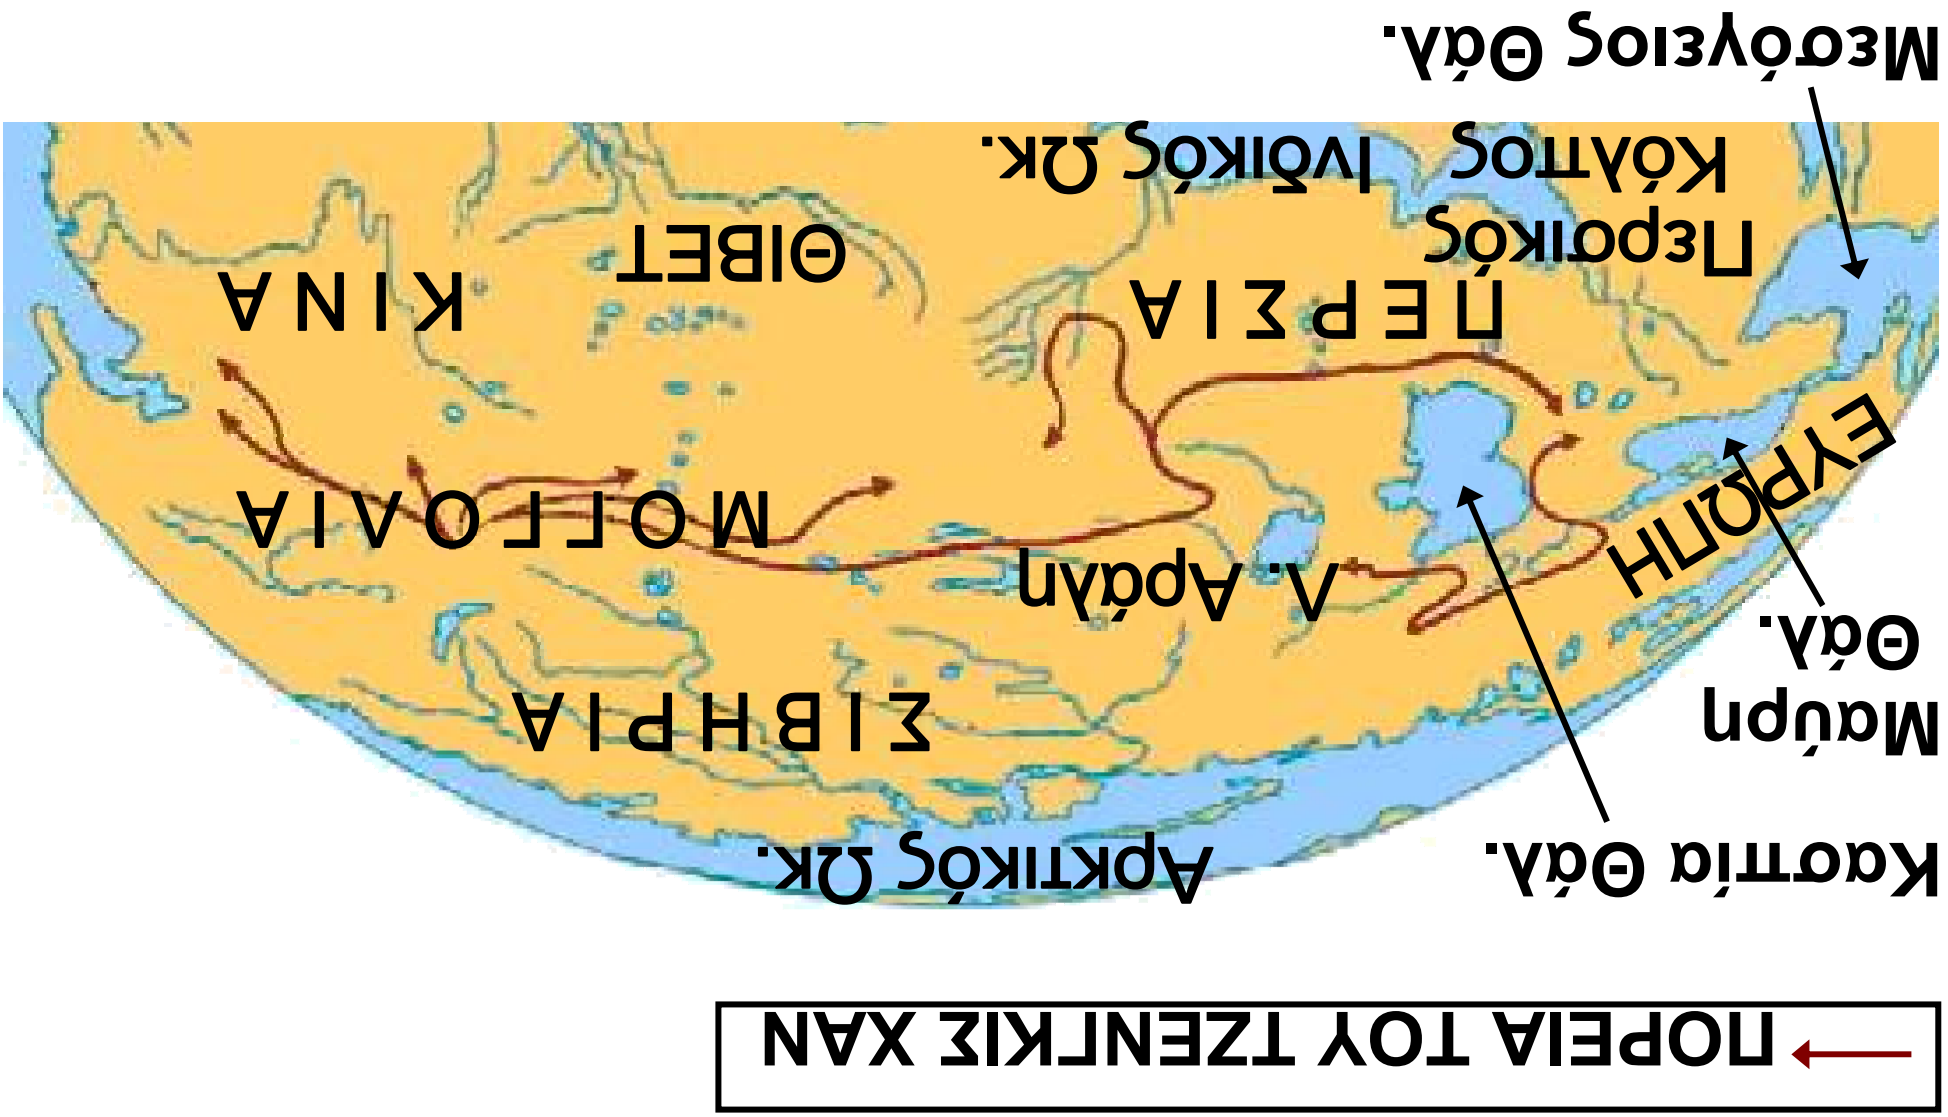 ΠΟΡΕΙΑ ΤΟΥ ΤΖΕΝΓΚΙΣ ΧΑΝ
Κασπία Θάλ.
Αρκτικός Ωκ.
Μαύρη
Θάλ.
ΣΙΒΗΡΙΑ
ΕΥΡΩΠΗ
Λ. Αράλη
ΜΟΓΓΟΛΙΑ
ΠΕΡΣΙΑ
ΚΙΝΑ
ΘΙΒΕΤ
Περσικός
Κόλπος
Ινδικός Ωκ.
Μεσόγειος Θάλ.